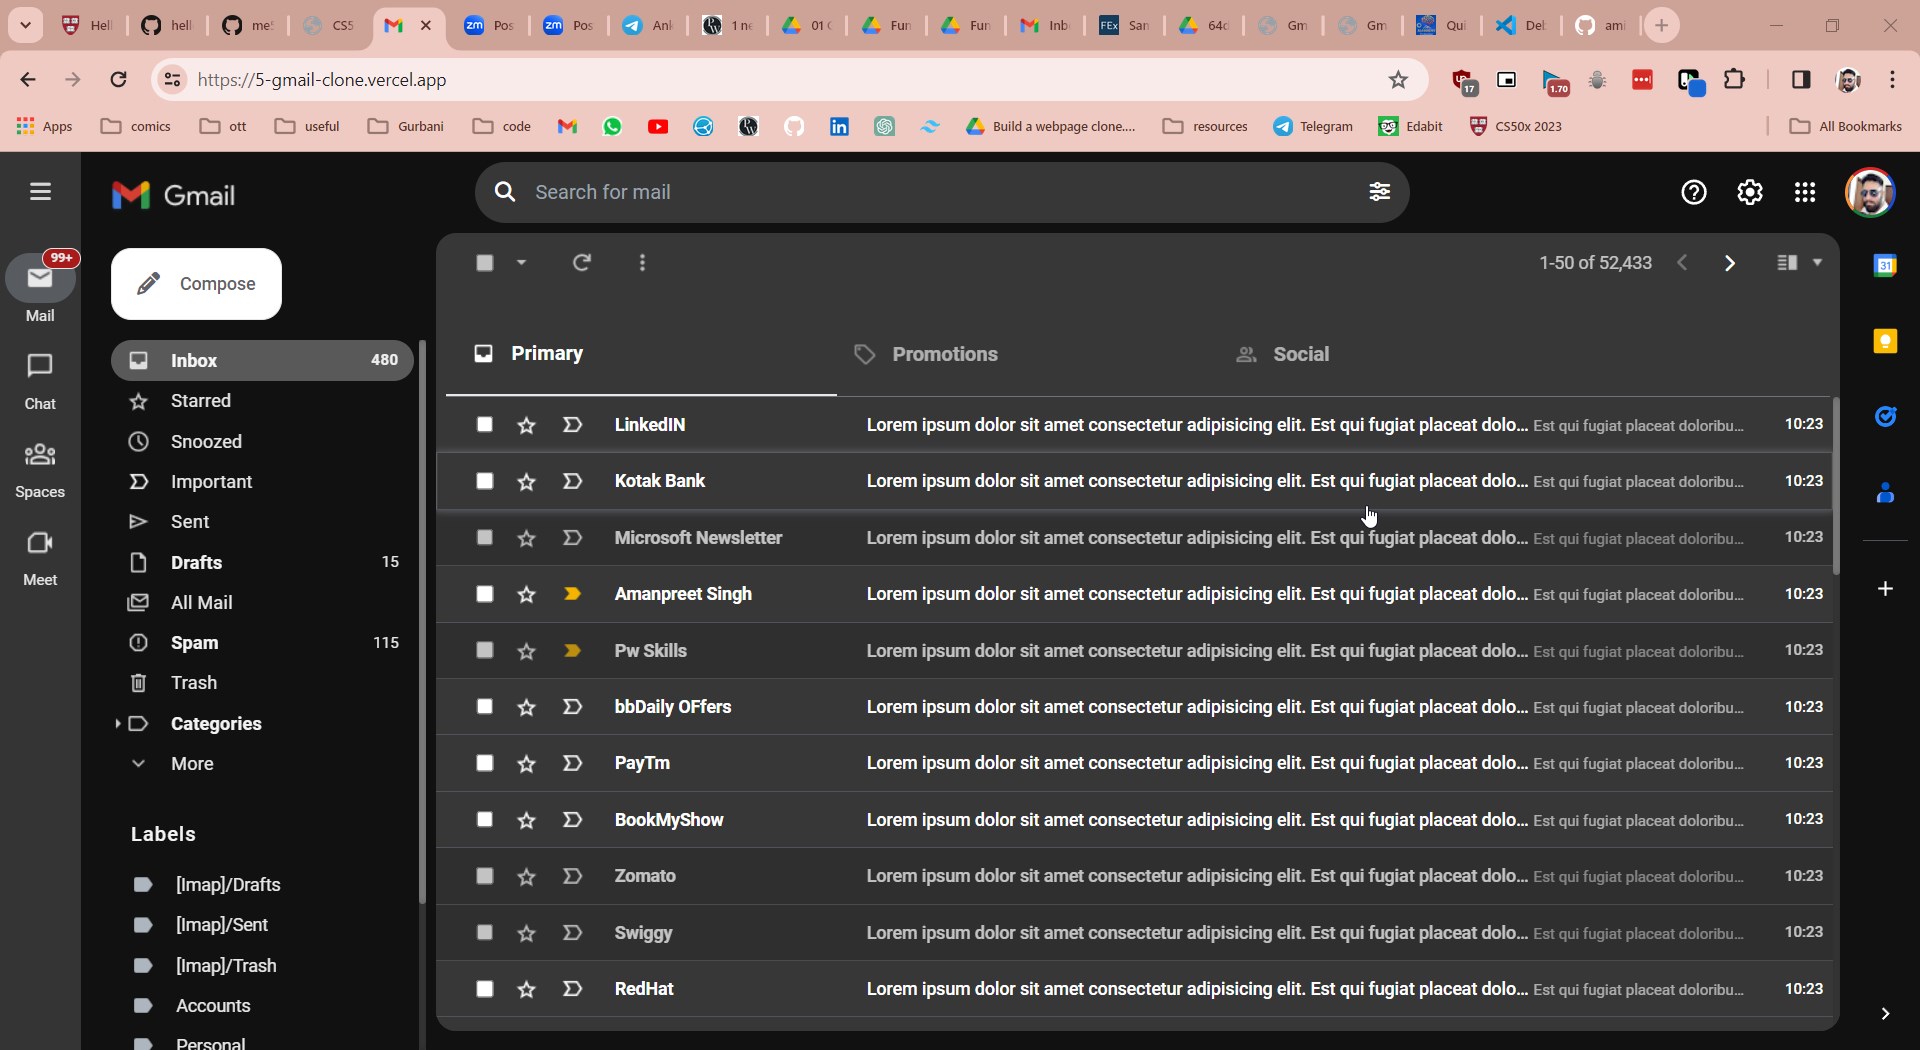 Hell
hell
me5
CS5
Pos
Pos
Ank
1 ne
01 C
Fun
Fun
Inb
FEx San
64d
Gm
Gm
Qui
Deb
ami
https://5-gmail-clone.vercel.app
17
1.70
Apps
comics
ott
useful
Gurbani
code
Build a webpage clone....
resources
Telegram
Edabit
CS50x 2023
All Bookmarks
Gmail
Search for mail
99+
Mail
Chat
Spaces
Meet
Compose
Inbox 480
Starred
Snoozed
Important
Sent
Drafts 15
All Mail
Spam 115
Trash
Categories
More
Labels
[Imap]/Drafts
[Imap]/Sent
[Imap]/Trash
Accounts
Personal
1-50 of 52,433
Primary
Promotions
Social
LinkedIN Lorem ipsum dolor sit amet consectetur adipisicing elit. Est qui fugiat placeat dolo... Est qui fugiat placeat doloribu... 10:23
Kotak Bank Lorem ipsum dolor sit amet consectetur adipisicing elit. Est qui fugiat placeat dolo... Est qui fugiat placeat doloribu... 10:23
Microsoft Newsletter Lorem ipsum dolor sit amet consectetur adipisicing elit. Est qui fugiat placeat dolo... Est qui fugiat placeat doloribu... 10:23
Amanpreet Singh Lorem ipsum dolor sit amet consectetur adipisicing elit. Est qui fugiat placeat dolo... Est qui fugiat placeat doloribu... 10:23
Pw Skills Lorem ipsum dolor sit amet consectetur adipisicing elit. Est qui fugiat placeat dolo... Est qui fugiat placeat doloribu... 10:23
bbDaily OFfers Lorem ipsum dolor sit amet consectetur adipisicing elit. Est qui fugiat placeat dolo... Est qui fugiat placeat doloribu... 10:23
PayTm Lorem ipsum dolor sit amet consectetur adipisicing elit. Est qui fugiat placeat dolo... Est qui fugiat placeat doloribu... 10:23
BookMyShow Lorem ipsum dolor sit amet consectetur adipisicing elit. Est qui fugiat placeat dolo... Est qui fugiat placeat doloribu... 10:23
Zomato Lorem ipsum dolor sit amet consectetur adipisicing elit. Est qui fugiat placeat dolo... Est qui fugiat placeat doloribu... 10:23
Swiggy Lorem ipsum dolor sit amet consectetur adipisicing elit. Est qui fugiat placeat dolo... Est qui fugiat placeat doloribu... 10:23
RedHat Lorem ipsum dolor sit amet consectetur adipisicing elit. Est qui fugiat placeat dolo... Est qui fugiat placeat doloribu... 10:23
31